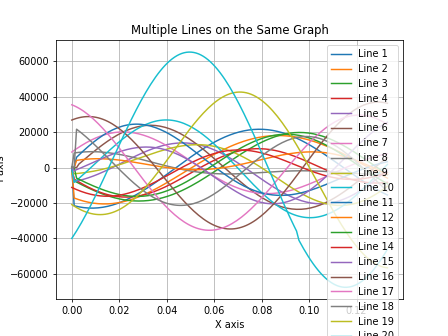 Multiple Lines on the Same Graph
60000
40000
20000
0
−20000
−40000
−60000
0.00
0.02
0.04
0.06
0.08
0.10
X axis
Line 1
Line 2
Line 3
Line 4
Line 5
Line 6
Line 7
Line 8
Line 9
Line 10
Line 11
Line 12
Line 13
Line 14
Line 15
Line 16
Line 17
Line 18
Line 19
Line 20